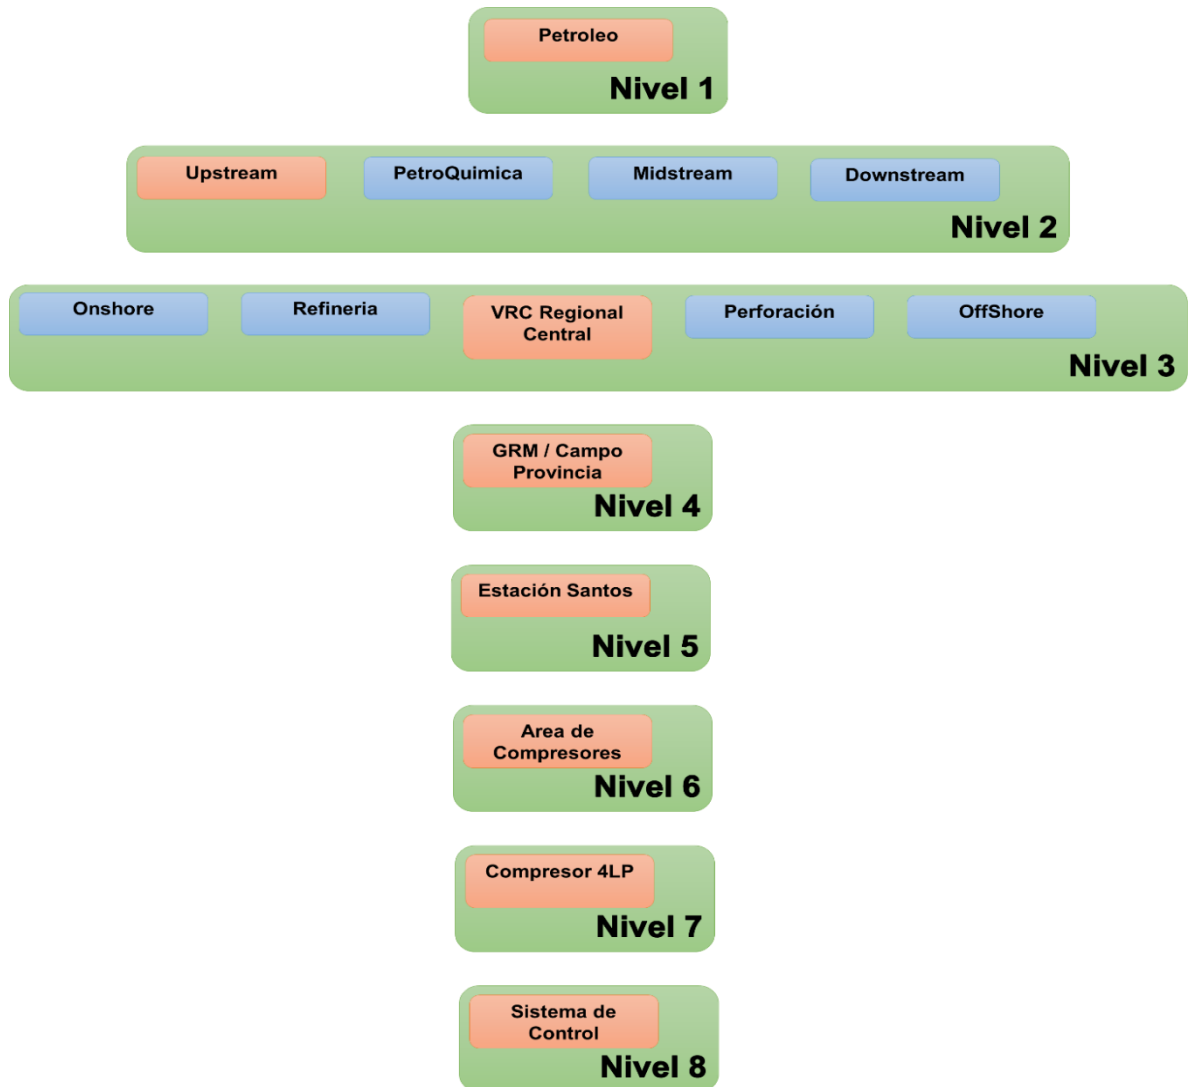 Petroleo
Nivel 1
Upstream
PetroQuimica
Midstream
Downstream
Nivel 2
Onshore
Refineria
VRC Regional
Central
Perforación
OffShore
Nivel 3
GRM / Campo
Provincia
Nivel 4
Estación Santos
Nivel 5
Area de
Compresores
Nivel 6
Compresor 4LP
Nivel 7
Sistema de
Control
Nivel 8